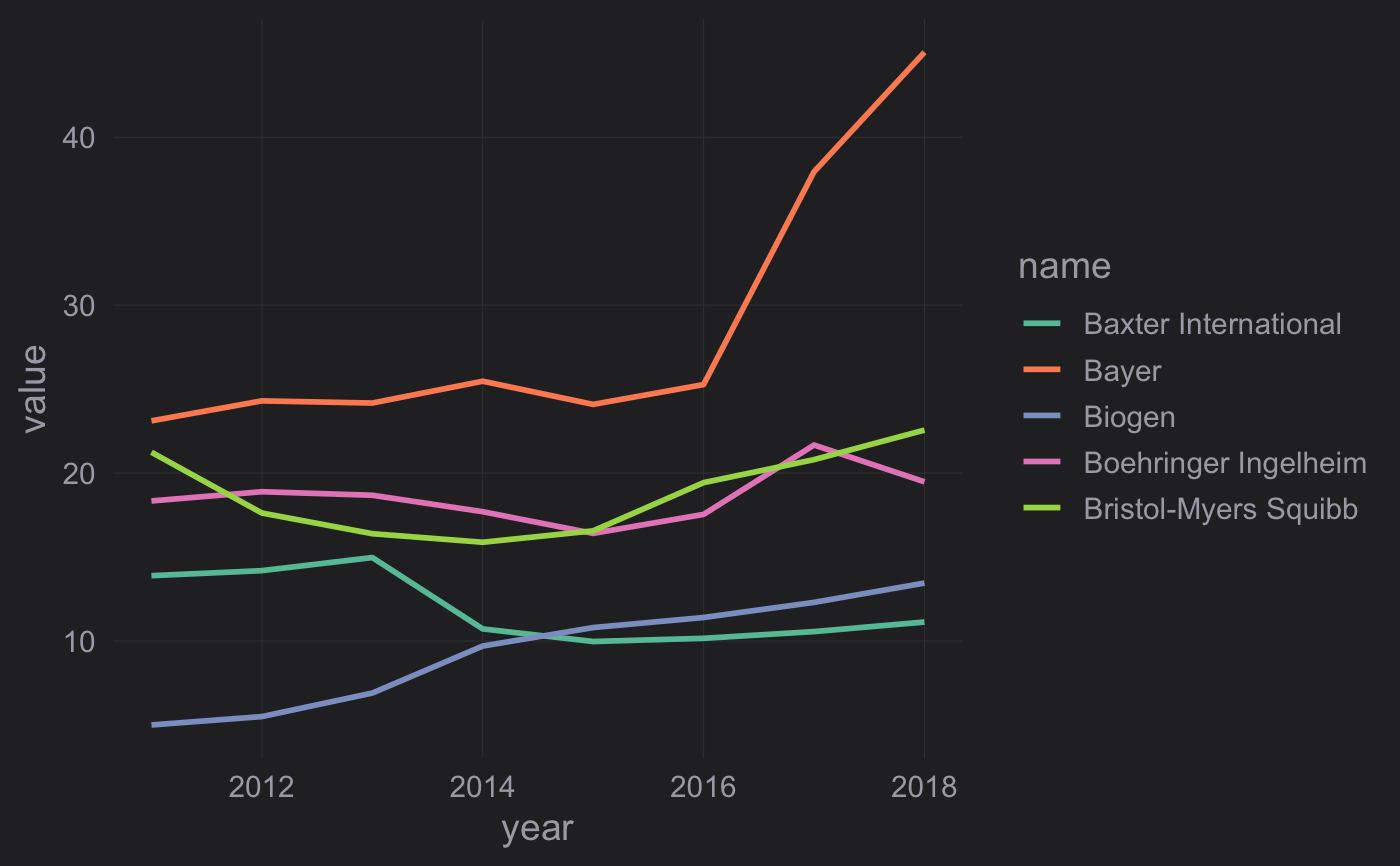 40
30
20
10
value
2012 2014 2016 2018
year
name
Baxter International
Bayer
Biogen
Boehringer Ingelheim
Bristol-Myers Squibb